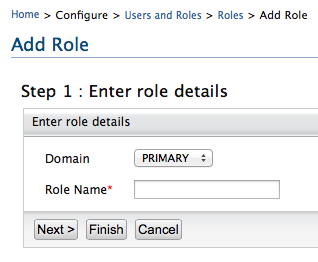 Home > Configure > Users and Roles > Roles > Add Role
Add Role
Step 1 : Enter role details
Enter role details
Domain PRIMARY
Role Name*
Next > Finish Cancel